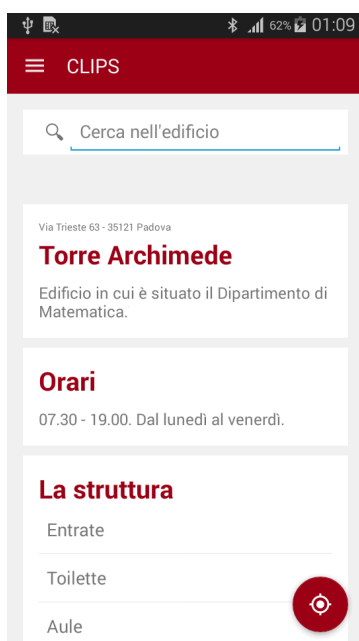 62% 01:09
CLIPS
Cerca nell'edificio
Via Trieste 63 - 35121 Padova
Torre Archimede
Edificio in cui è situato il Dipartimento di
Matematica.
Orari
07.30 - 19.00. Dal lunedì al venerdì.
La struttura
Entrate
Toilette
Aule